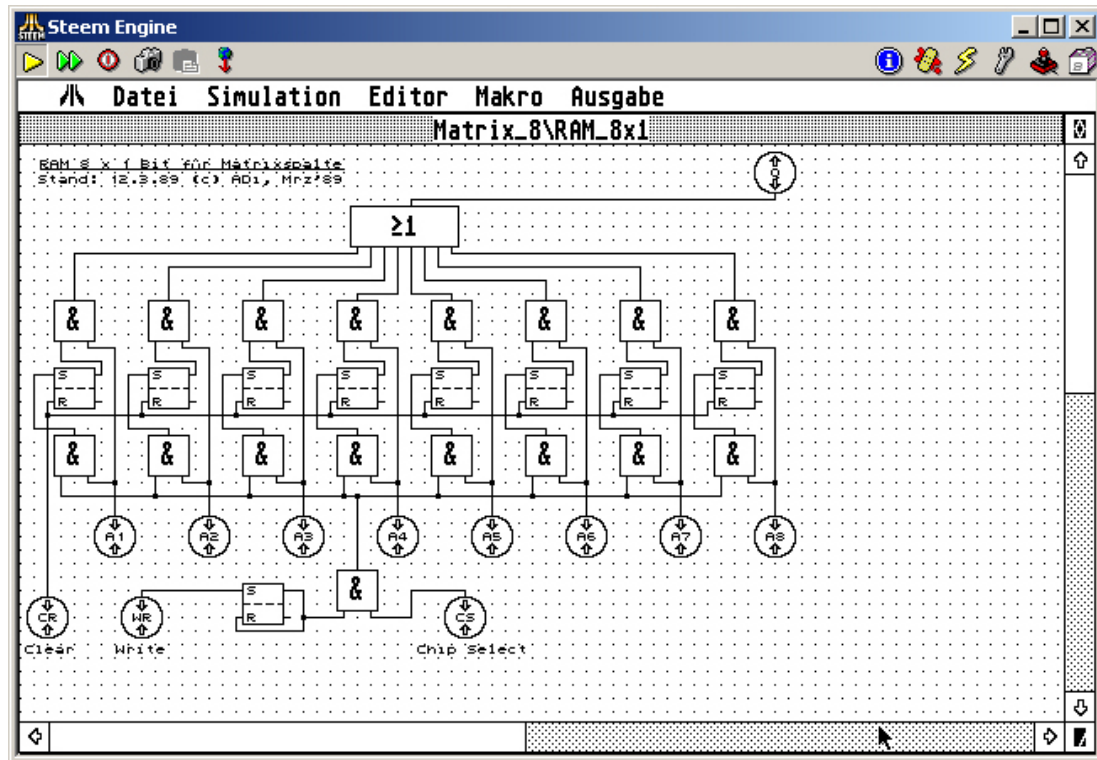 Steem Engine
Datei Simulation Editor Makro Ausgabe
Matrix_8\RAM_8x1
RAM 8 x 1 Bit für Matrixspalte
Stand: 12.3.89 (c) ADi, Mrz'89
Q
≥1
& & & & & & & &
S S S S S S S S
R R R R R R R R
& & & & & & & &
A1 A2 A3 A4 A5 A6 A7 A8
&
S
R
CR WR CS
Clear Write Chip Select